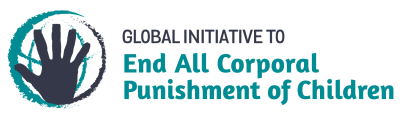 GLOBAL INITIATIVE TO
End All Corporal
Punishment of Children